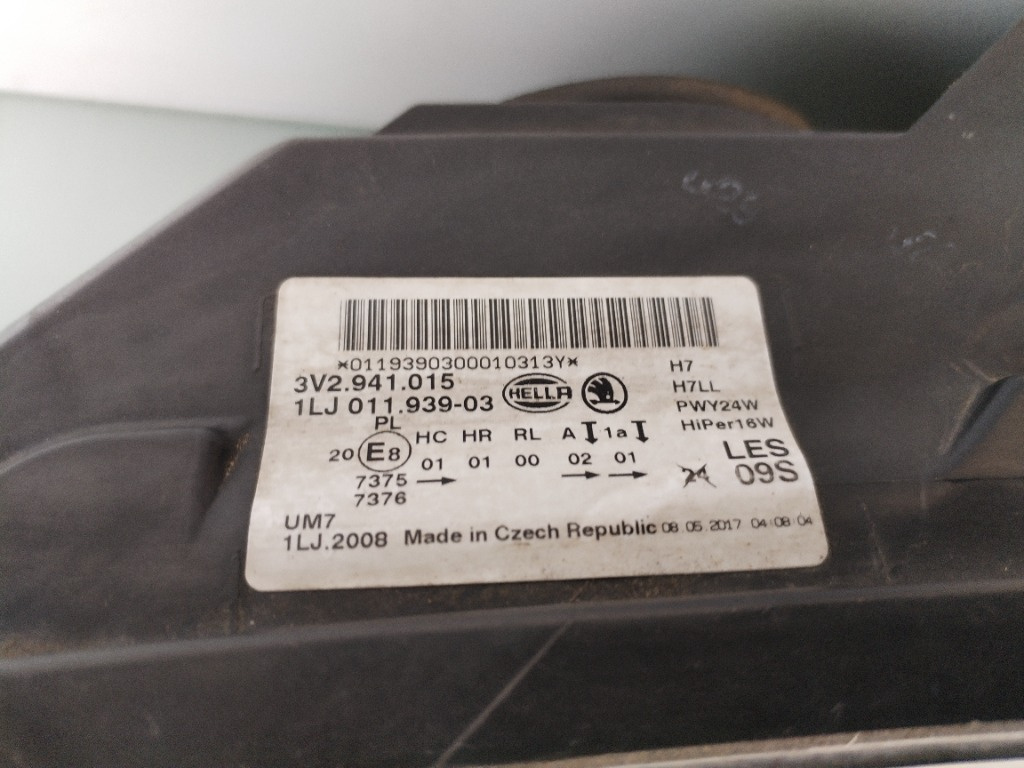 *0119390300010313Y*
3V2.941.015
1LJ 011.939-03
HELLA
H7
H7LL
PWY24W
HiPer16W
PL
20 E8 HC HR RL A 1a
01 01 00 02 01
7375
7376
24
LES
09S
UM7
1LJ.2008 Made in Czech Republic 08 05 2017 04:08:04